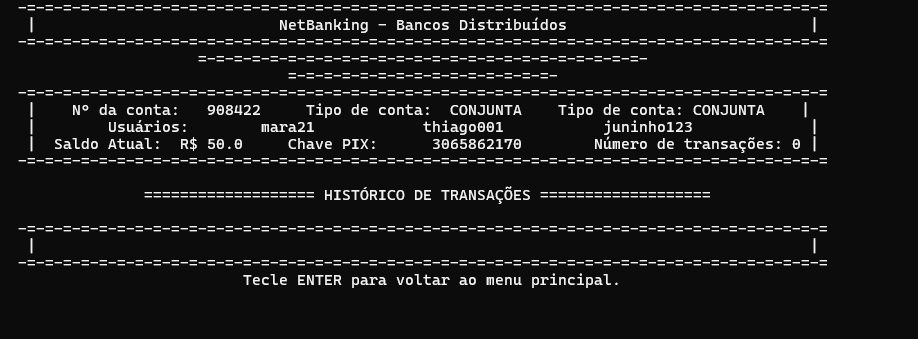 -=-=-=-=-=-=-=-=-=-=-=-=-=-=-=-=-=-=-=-=-=-=-=-=-=-=-=-=-=-=-=-=-=-=-=-=-=-=-=-=-=-=-=-=-=
| NetBanking - Bancos Distribuídos |
-=-=-=-=-=-=-=-=-=-=-=-=-=-=-=-=-=-=-=-=-=-=-=-=-=-=-=-=-=-=-=-=-=-=-=-=-=-=-=-=-=-=-=-=-=
=-=-=-=-=-=-=-=-=-=-=-=-=-=-=-=-=-=-=-=-=-=-=-=-=-
=-=-=-=-=-=-=-=-=-=-=-=-=-=-=-
-=-=-=-=-=-=-=-=-=-=-=-=-=-=-=-=-=-=-=-=-=-=-=-=-=-=-=-=-=-=-=-=-=-=-=-=-=-=-=-=-=-=-=-=-=
| Nº da conta: 908422 Tipo de conta: CONJUNTA Tipo de conta: CONJUNTA |
| Usuários: mara21 thiago001 juninho123 |
| Saldo Atual: R$ 50.0 Chave PIX: 3065862170 Número de transações: 0 |
-=-=-=-=-=-=-=-=-=-=-=-=-=-=-=-=-=-=-=-=-=-=-=-=-=-=-=-=-=-=-=-=-=-=-=-=-=-=-=-=-=-=-=-=-=
=================== HISTÓRICO DE TRANSAÇÕES ===================
-=-=-=-=-=-=-=-=-=-=-=-=-=-=-=-=-=-=-=-=-=-=-=-=-=-=-=-=-=-=-=-=-=-=-=-=-=-=-=-=-=-=-=-=-=
| |
-=-=-=-=-=-=-=-=-=-=-=-=-=-=-=-=-=-=-=-=-=-=-=-=-=-=-=-=-=-=-=-=-=-=-=-=-=-=-=-=-=-=-=-=-=
Tecle ENTER para voltar ao menu principal.